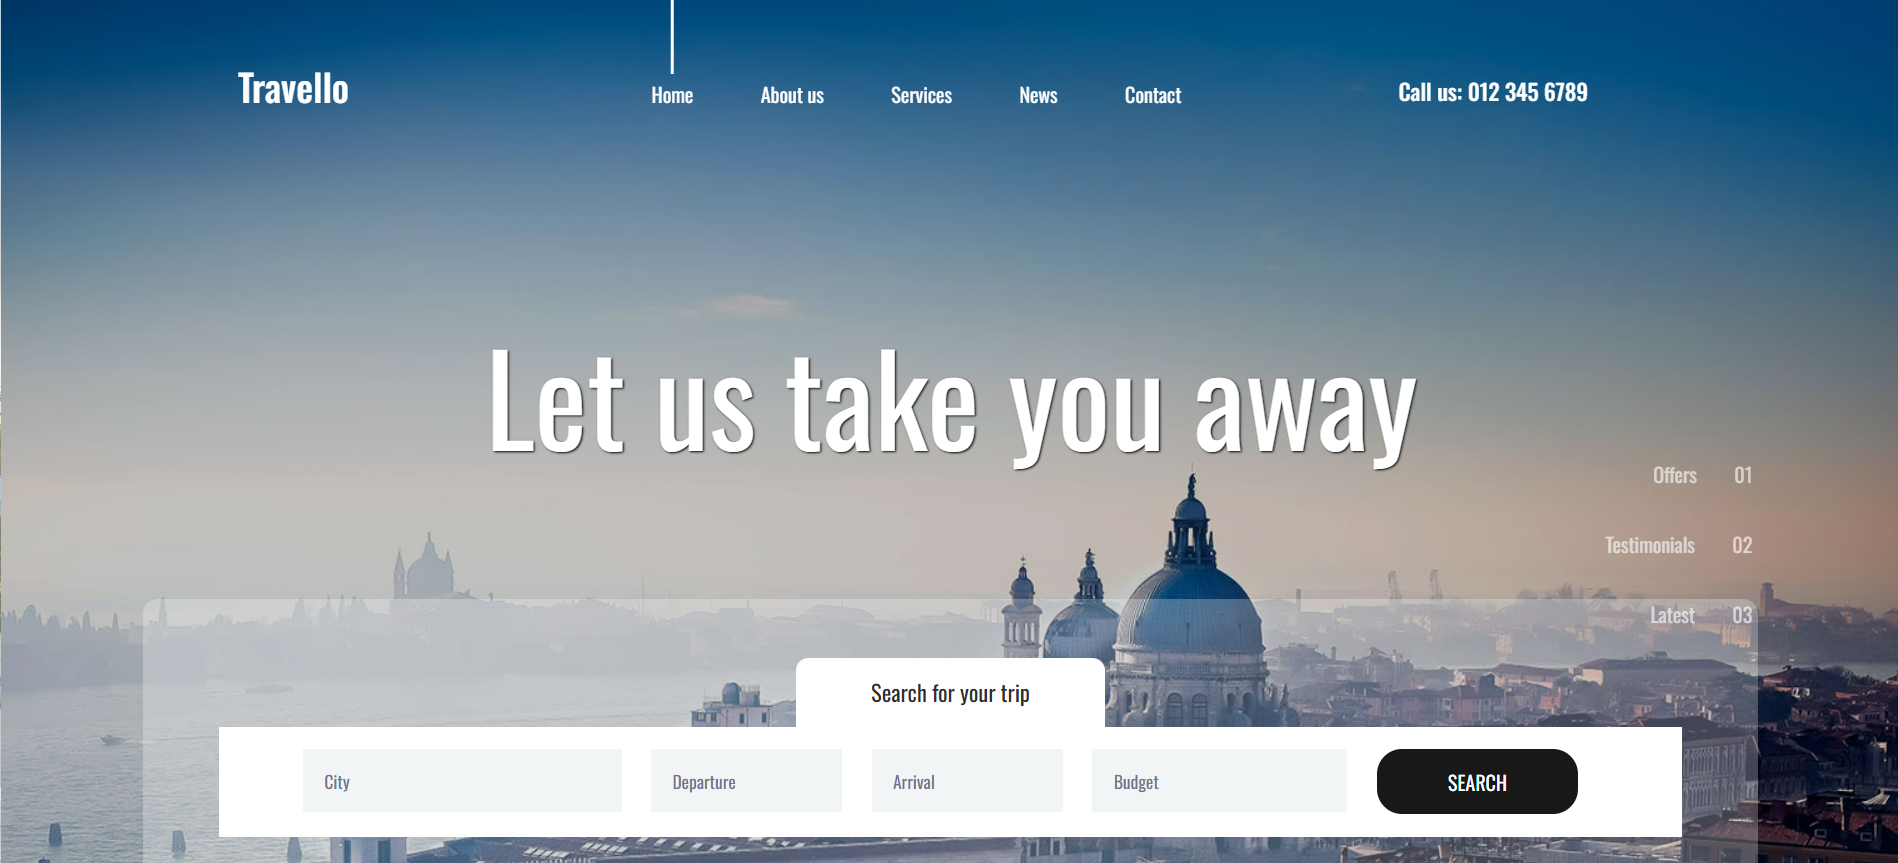 Travello
Home About us Services News Contact
Call us: 012 345 6789
Let us take you away
Offers 01
Testimonials 02
Latest 03
Search for your trip
City Departure Arrival Budget SEARCH